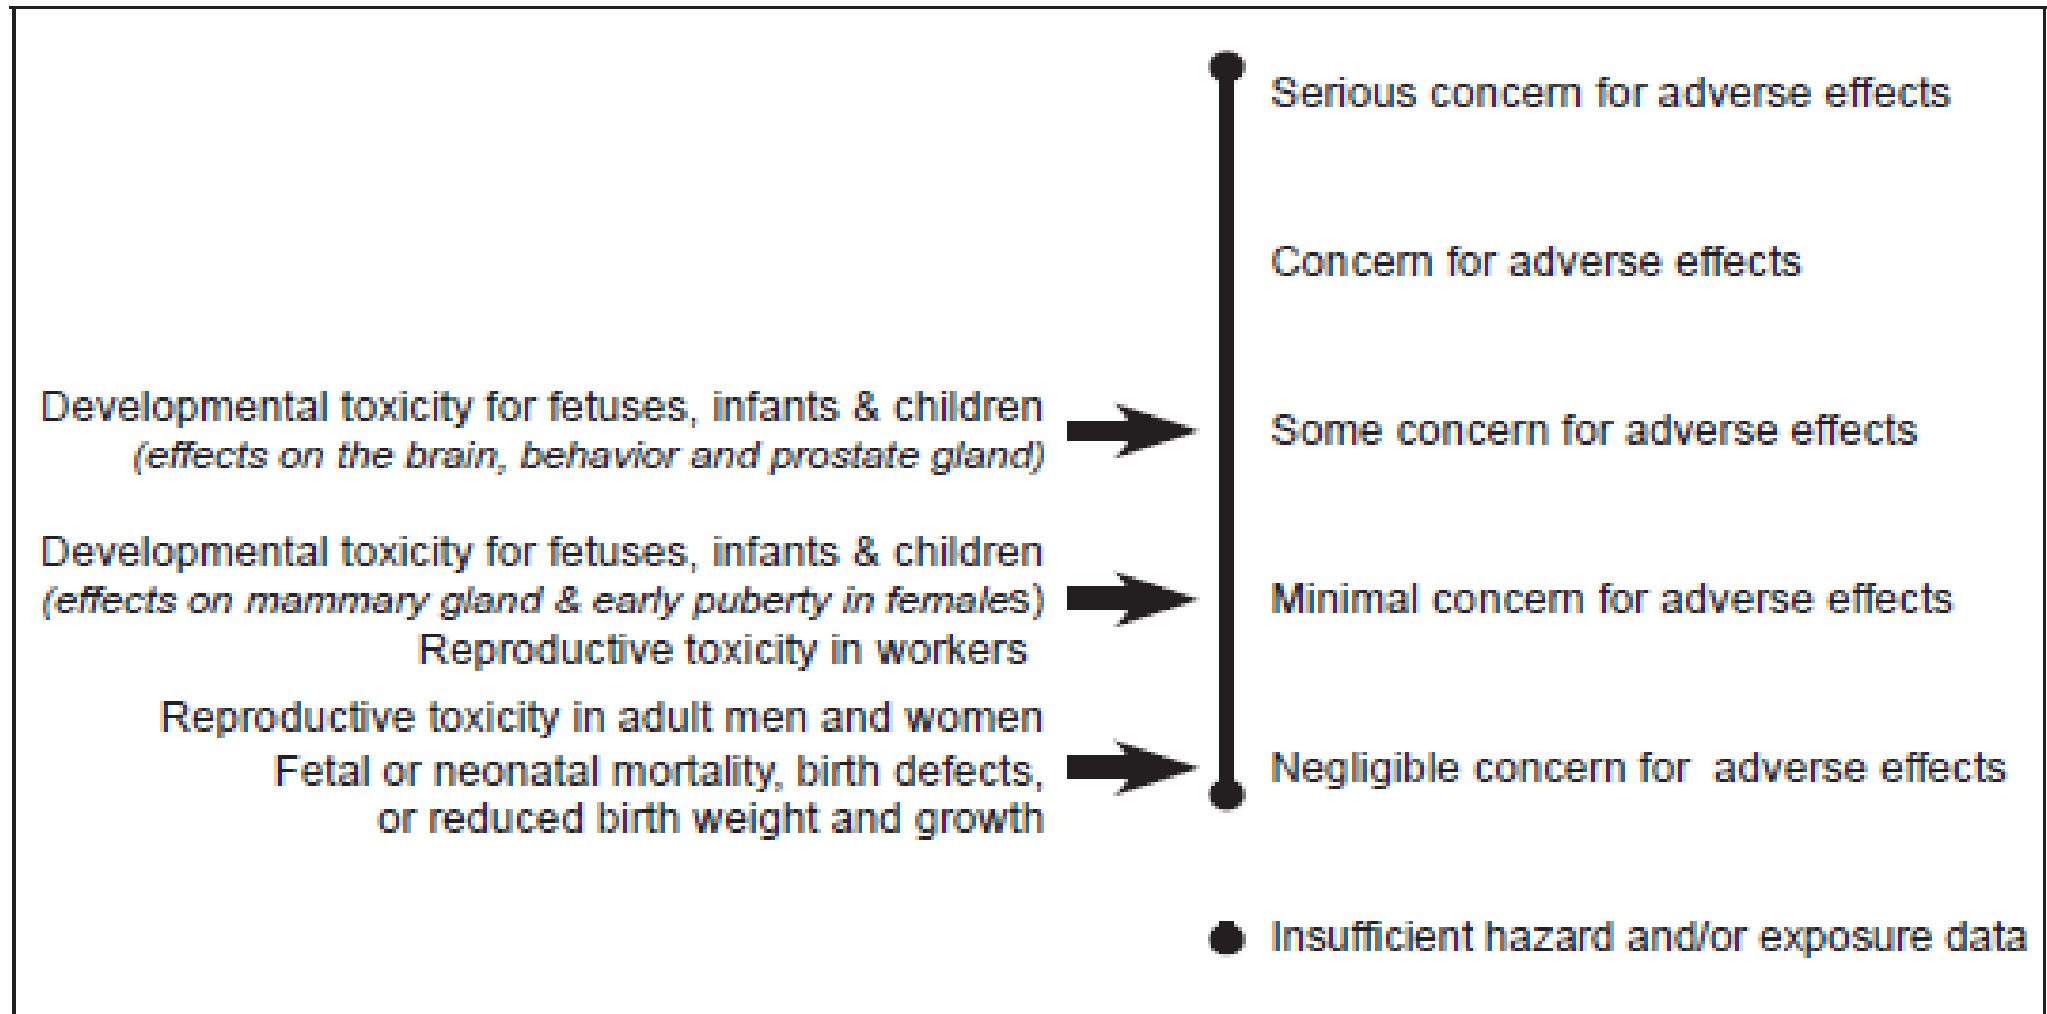 Serious concern for adverse effects
Concern for adverse effects
Developmental toxicity for fetuses, infants & children
(effects on the brain, behavior and prostate gland)
Some concern for adverse effects
Developmental toxicity for fetuses, infants & children
(effects on mammary gland & early puberty in females)
Reproductive toxicity in workers
Minimal concern for adverse effects
Reproductive toxicity in adult men and women
Fetal or neonatal mortality, birth defects,
or reduced birth weight and growth
Negligible concern for adverse effects
Insufficient hazard and/or exposure data